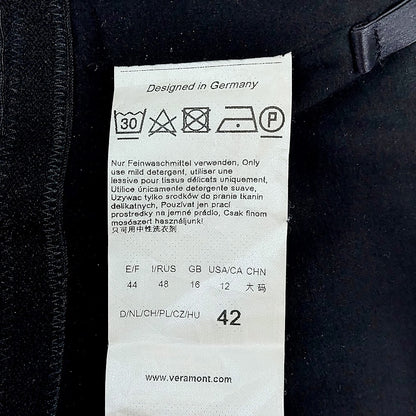 Designed in Germany
30
P
Nur Feinwaschmittel verwenden, Only
use mild detergent, utiliser une
lessive pour tissus délicats uniquement,
Utilice únicamente detergente suave,
Używac tylko srodków do prania tkanin
delikatnych, Pouzívat jen prací
prostredky na jemné prádlo, Csak finom
mosószert használjunk!
只可用中性洗衣剂
E/F I/RUS GB USA/CA CHN
44 48 16 12 大码
D/NL/CH/PL/CZ/HU 42
www.veramont.com